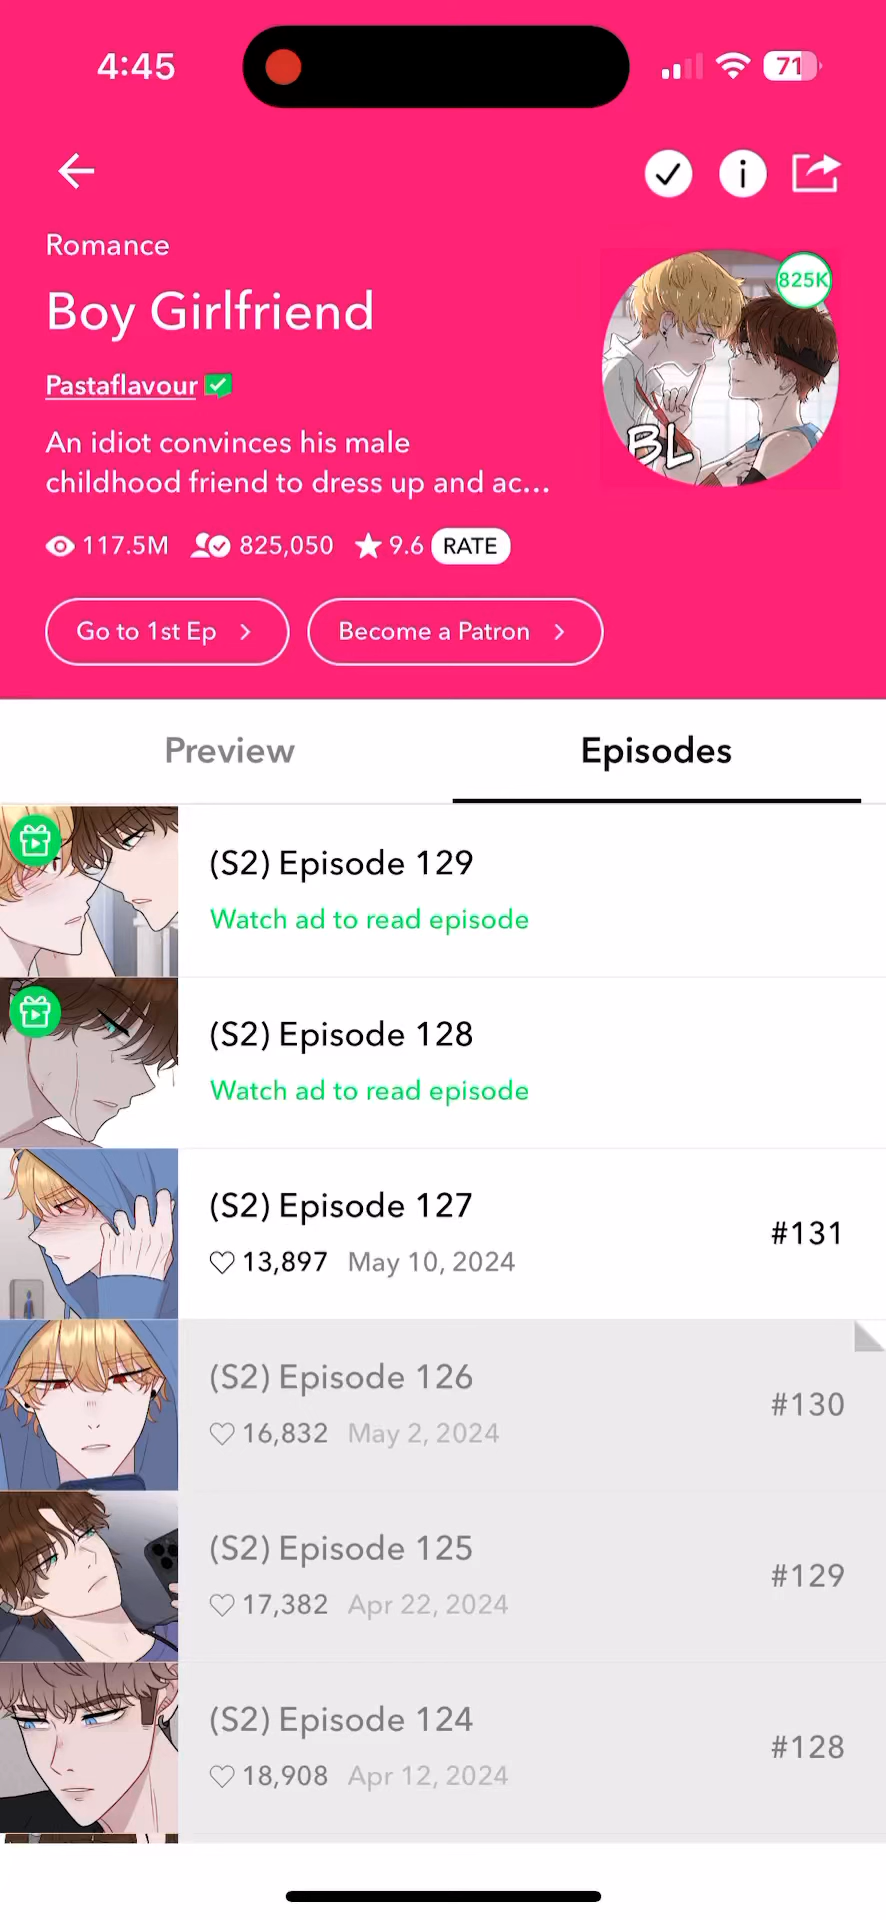 4:45
71
Romance
Boy Girlfriend
825K
Pastaflavour
BL
An idiot convinces his male
childhood friend to dress up and ac...
117.5M 825,050 9.6 RATE
Go to 1st Ep > Become a Patron >
Preview Episodes
(S2) Episode 129
Watch ad to read episode
(S2) Episode 128
Watch ad to read episode
(S2) Episode 127
#131
13,897 May 10, 2024
(S2) Episode 126
#130
16,832 May 2, 2024
(S2) Episode 125
#129
17,382 Apr 22, 2024
(S2) Episode 124
#128
18,908 Apr 12, 2024